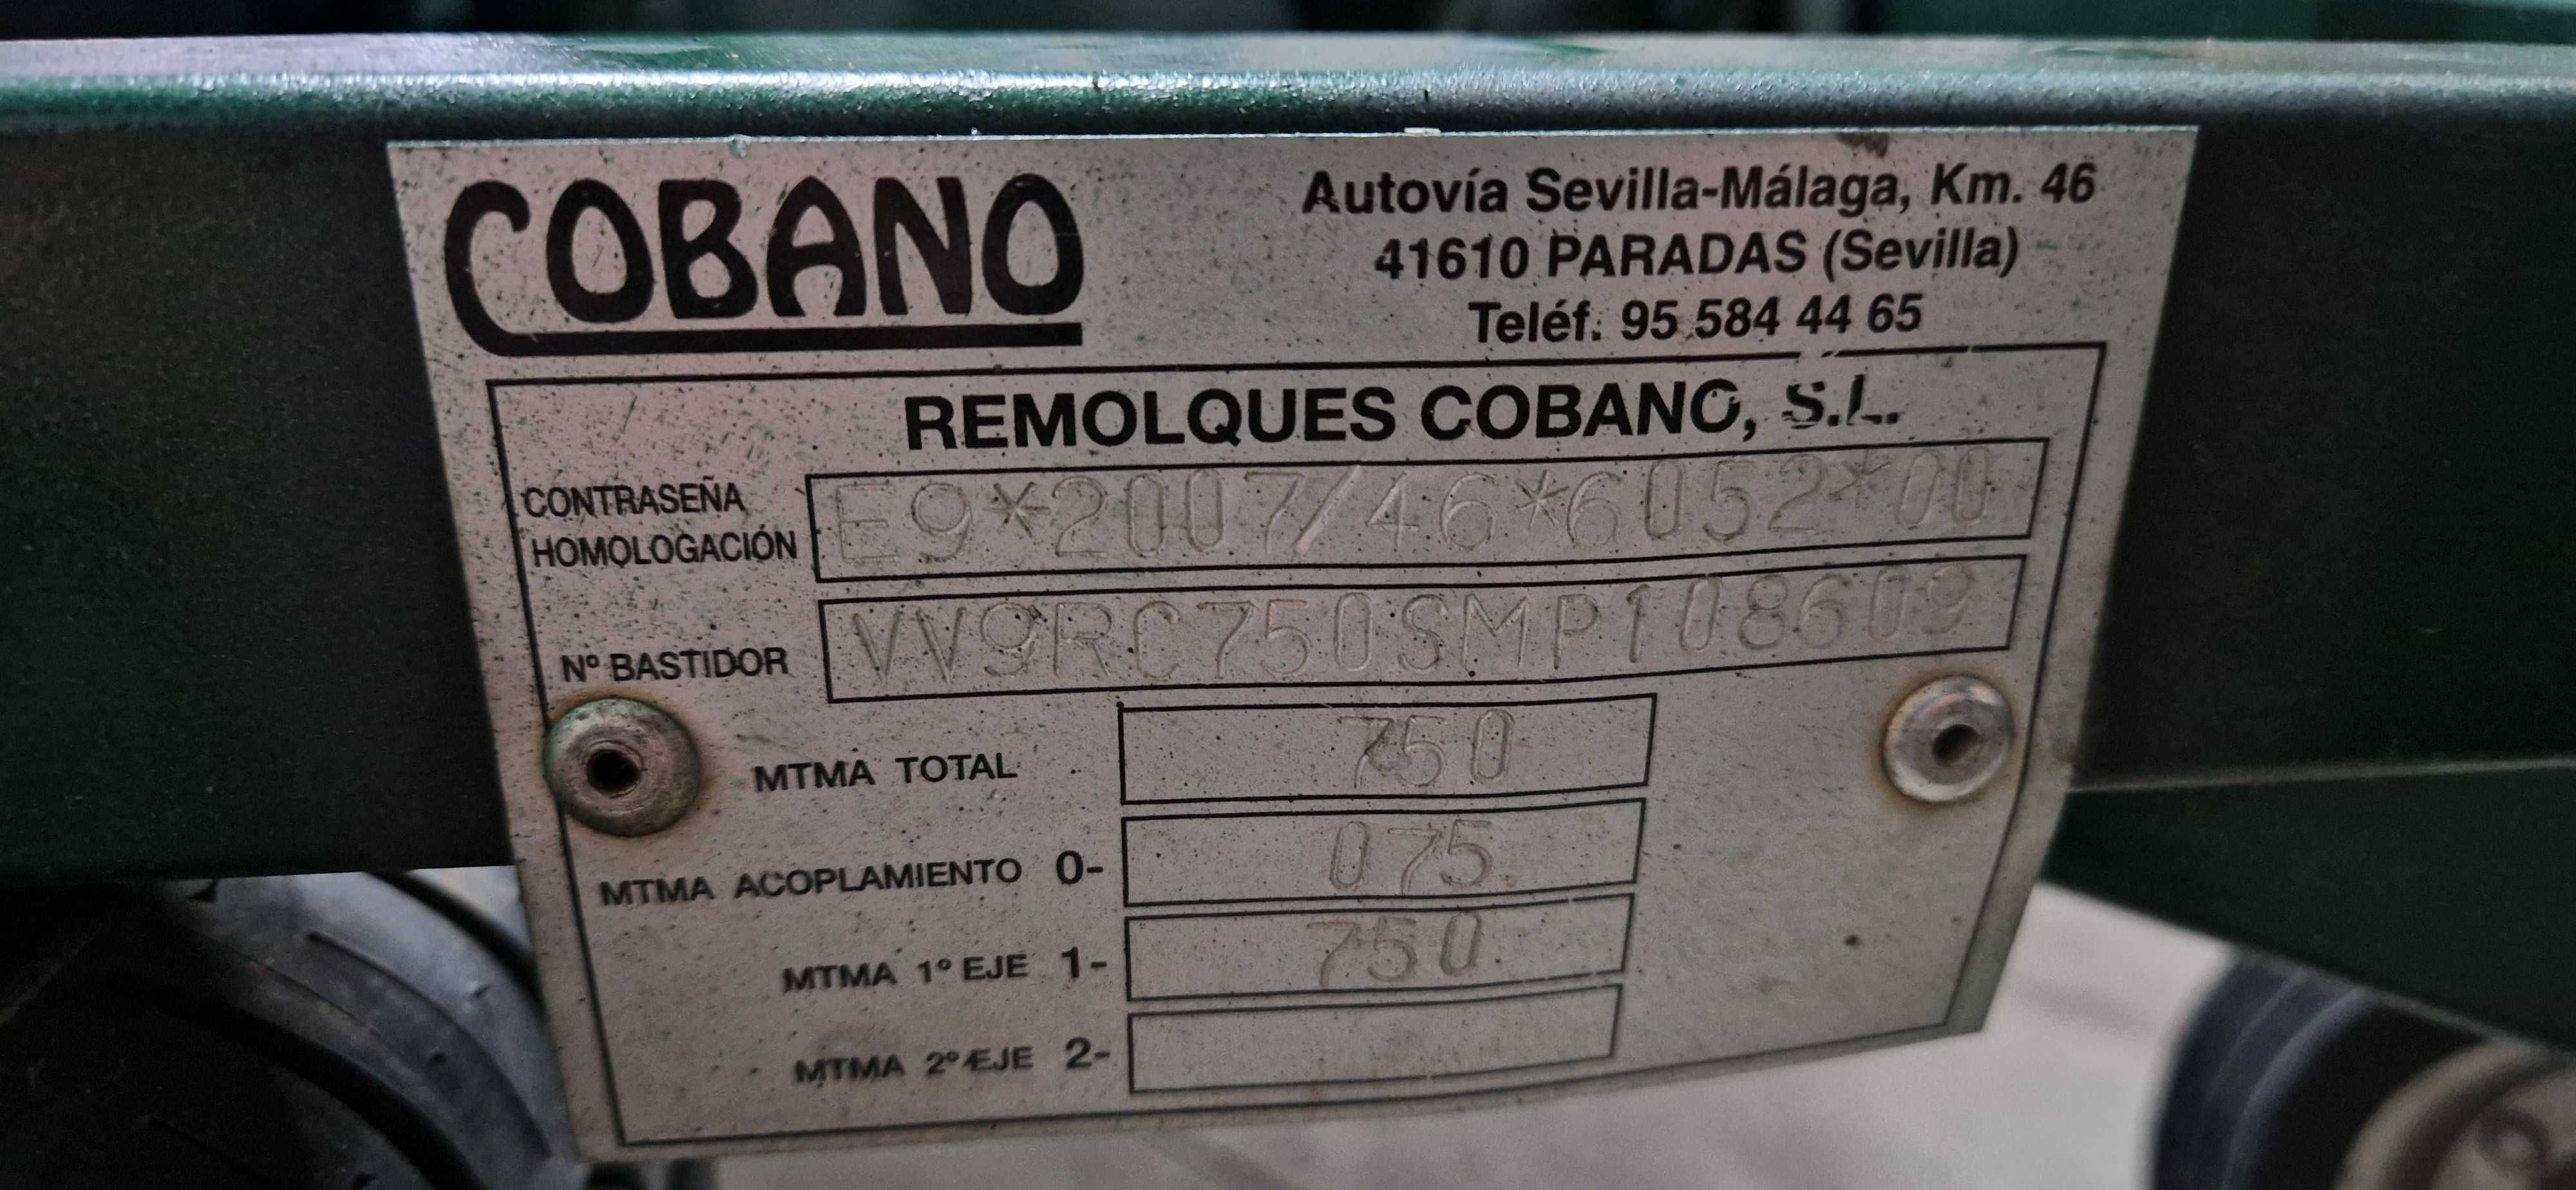 COBANO
Autovía Sevilla-Málaga, Km. 46
41610 PARADAS (Sevilla)
Teléf. 95 584 44 65
REMOLQUES COBANO, S.L.
CONTRASEÑA HOMOLOGACIÓN E9*2007/46*6052*00
Nº BASTIDOR VV9RC750SMP108609
MTMA TOTAL 750
MTMA ACOPLAMIENTO 0- 075
MTMA 1º EJE 1- 750
MTMA 2º EJE 2-